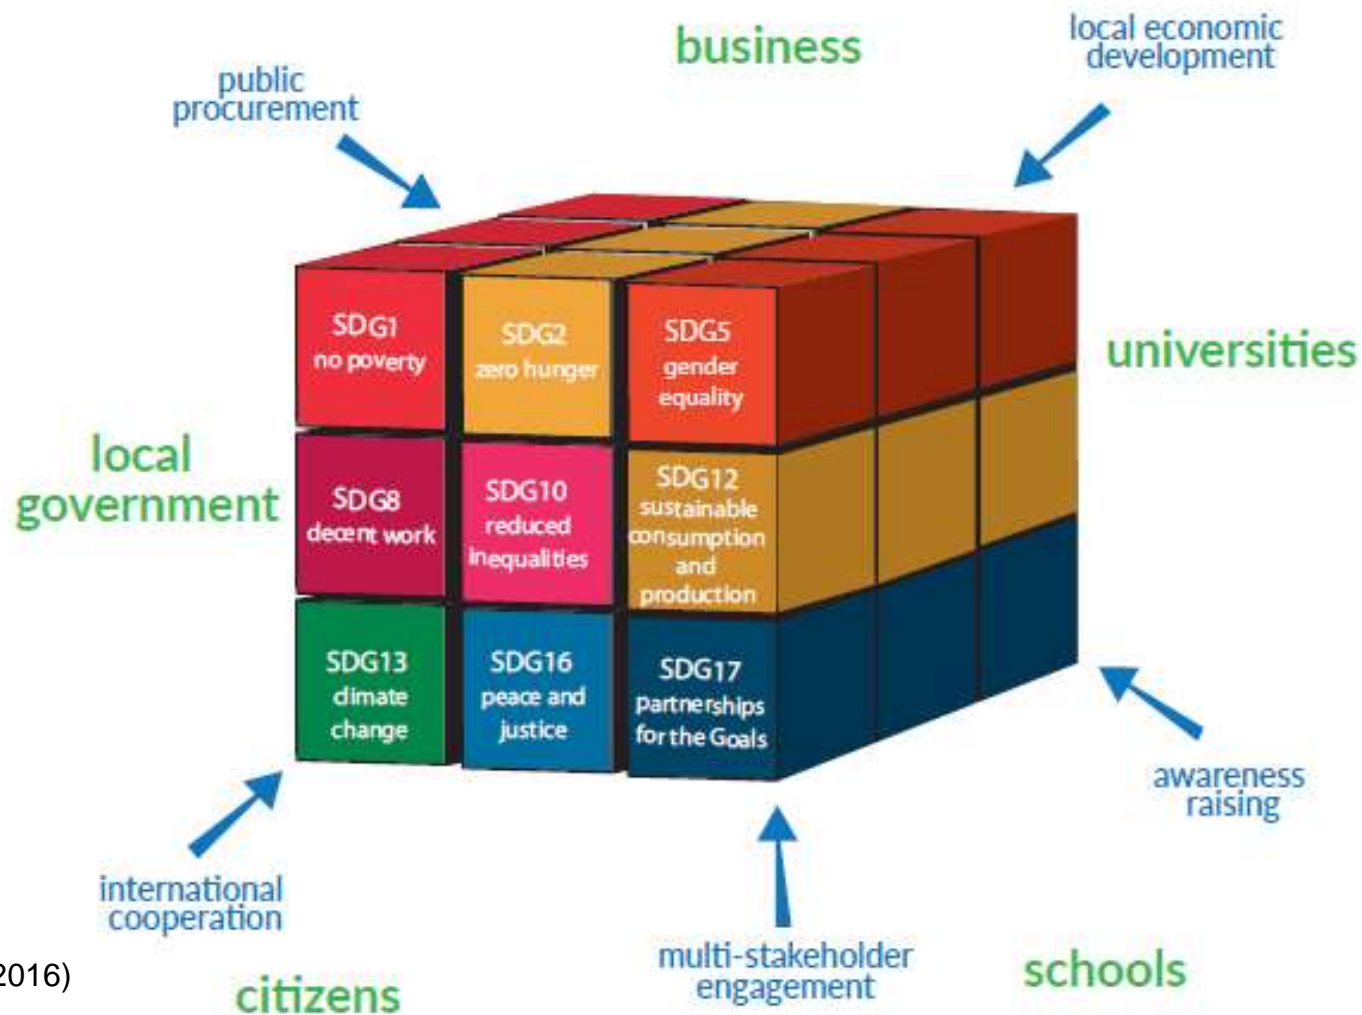 business
local economic
development
public
procurement
SDG1
no poverty
SDG2
zero hunger
SDG5
gender
equality
universities
local
government
SDG8
decent work
SDG10
reduced
inequalities
SDG12
sustainable
consumption
and
production
SDG13
climate
change
SDG16
peace and
justice
SDG17
partnerships
for the Goals
awareness
raising
international
cooperation
multi-stakeholder
engagement
schools
2016)
citizens